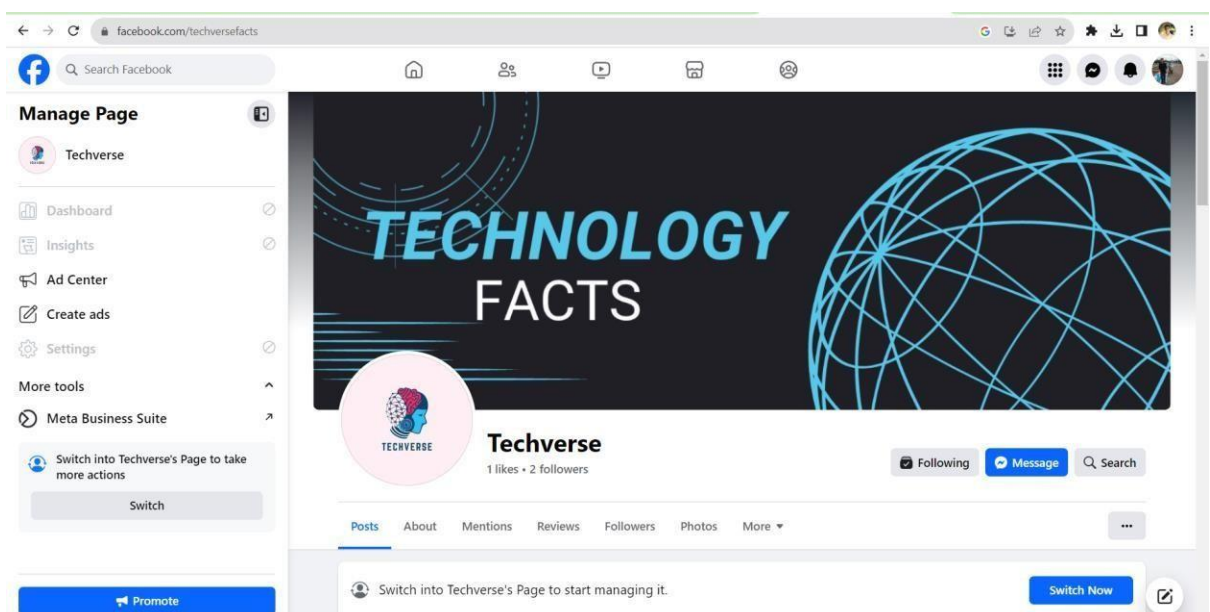 facebook.com/techversefacts
Search Facebook
Manage Page
Techverse
Dashboard
Insights
Ad Center
Create ads
Settings
More tools
Meta Business Suite
Switch into Techverse's Page to take
more actions
Switch
Promote
TECHNOLOGY
FACTS
TECHVERSE
Techverse
1 likes • 2 followers
Following
Message
Search
Posts About Mentions Reviews Followers Photos More
Switch into Techverse's Page to start managing it.
Switch Now